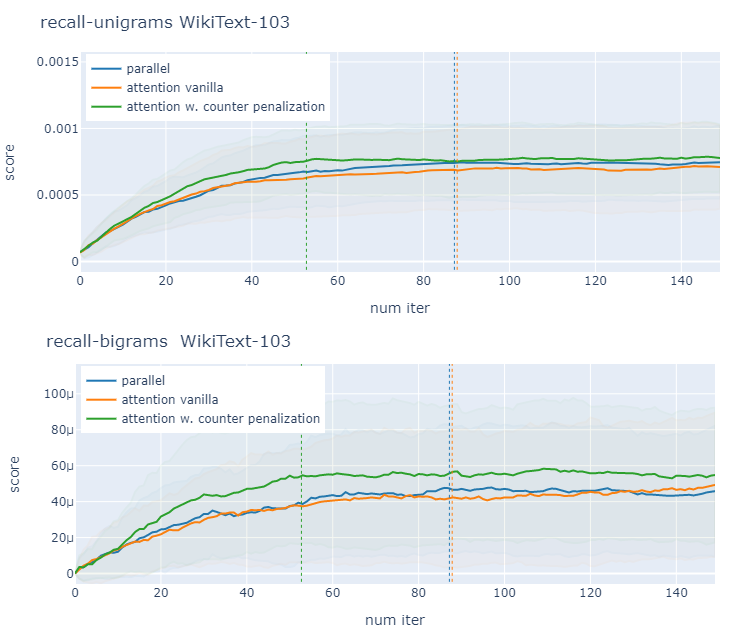 recall-unigrams WikiText-103
0.0015
parallel
attention vanilla
attention w. counter penalization
0.001
score
0.0005
0
0 20 40 60 80 100 120 140
num iter
recall-bigrams WikiText-103
100μ
parallel
attention vanilla
attention w. counter penalization
80μ
60μ
score
40μ
20μ
0
0 20 40 60 80 100 120 140
num iter